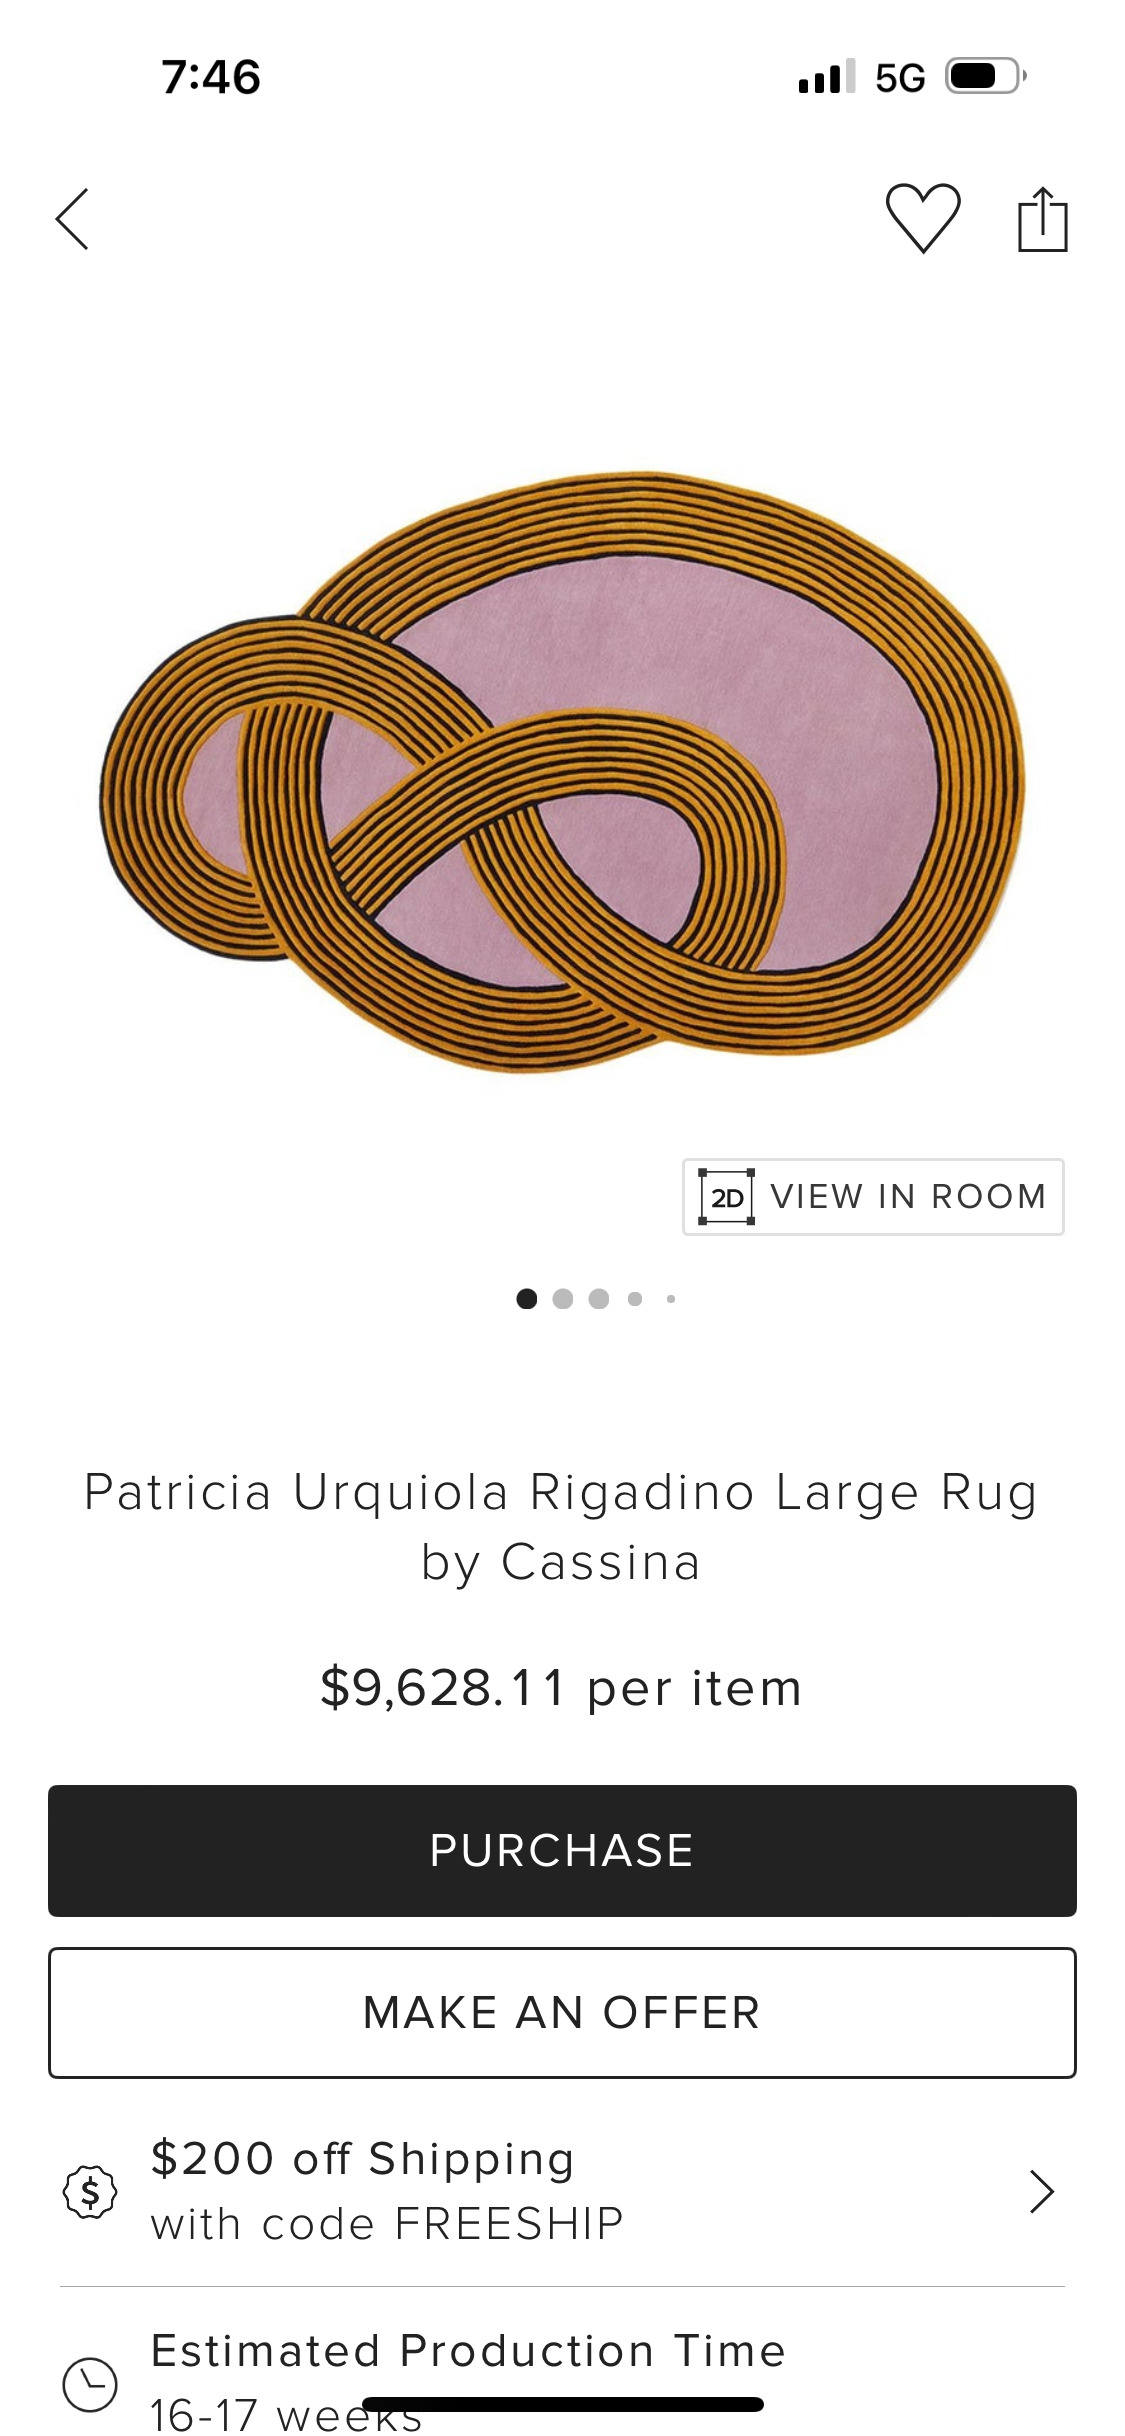 7:46
5G
2D VIEW IN ROOM
Patricia Urquiola Rigadino Large Rug
by Cassina
$9,628.11 per item
PURCHASE
MAKE AN OFFER
$200 off Shipping
with code FREESHIP
Estimated Production Time
16-17 weeks